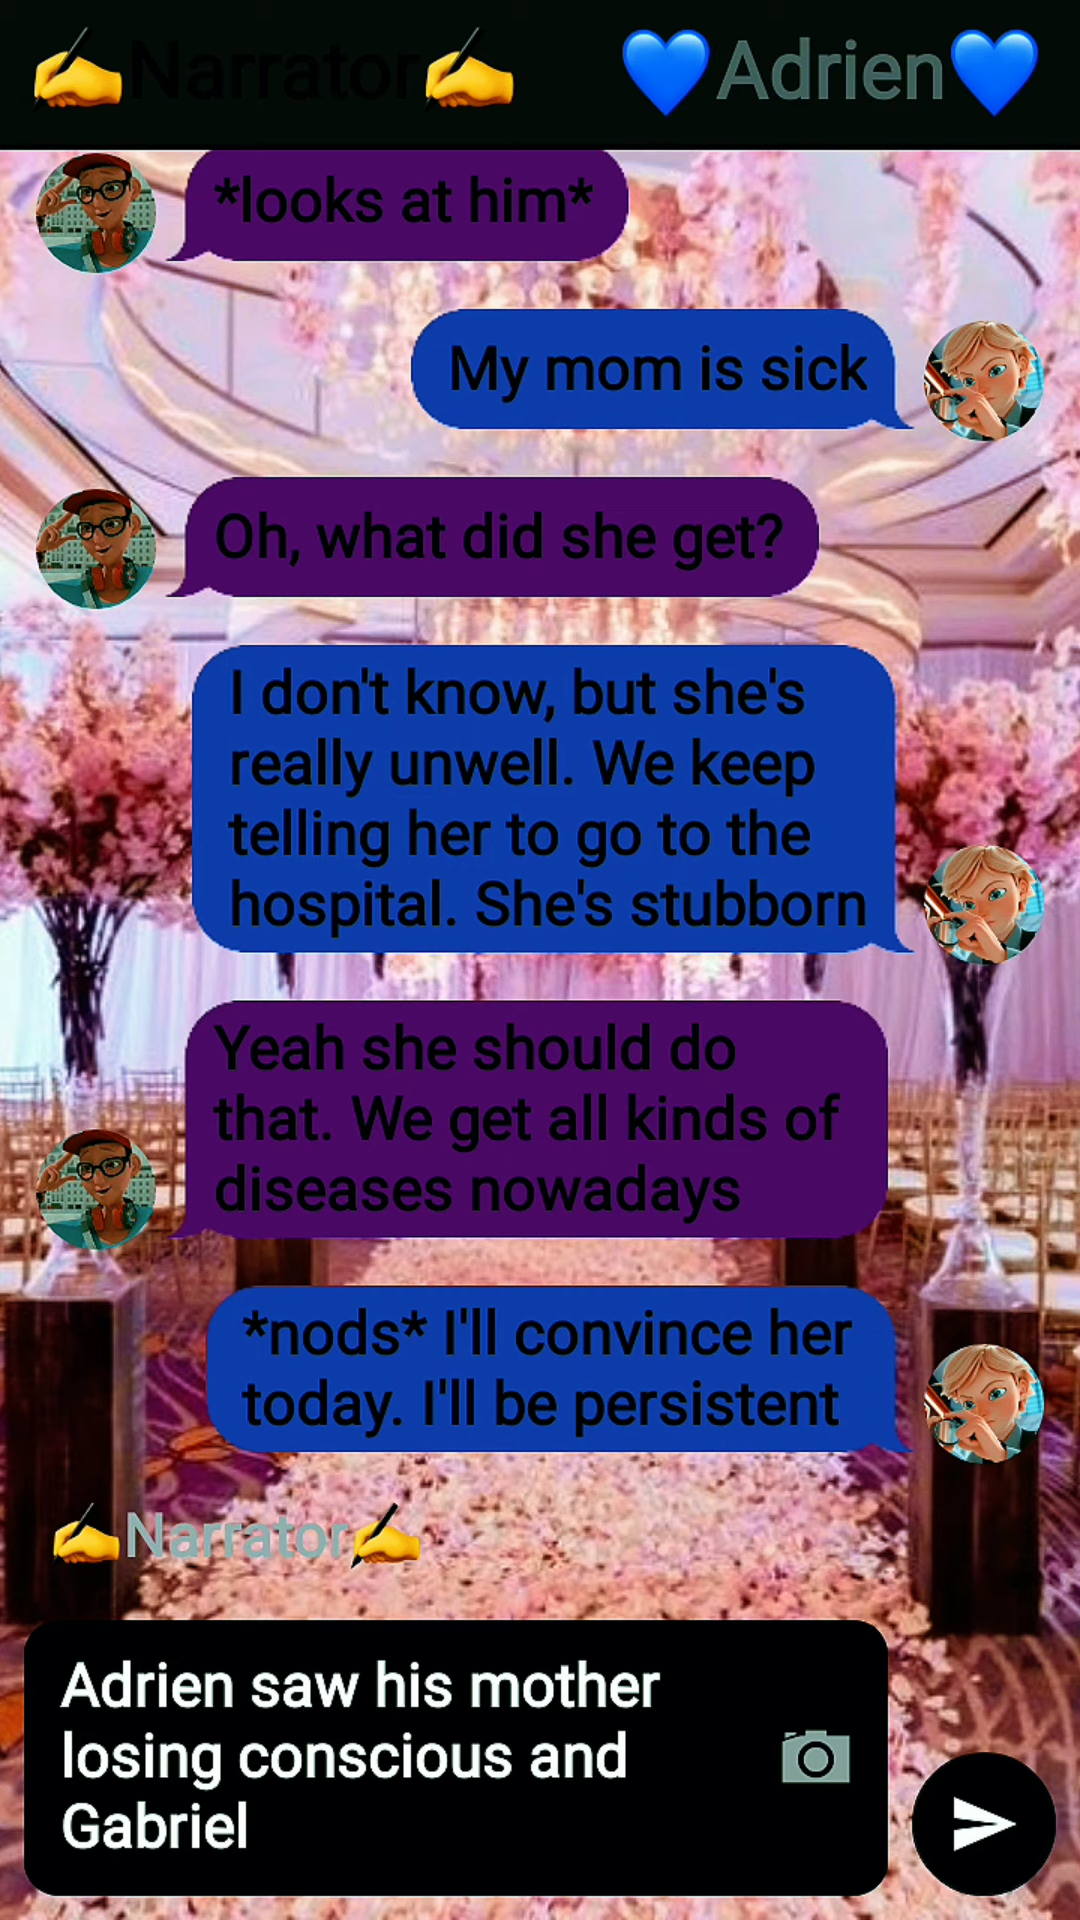 ✍️Narrator✍️ 💙Adrien💙
*looks at him*
My mom is sick
Oh, what did she get?
I don't know, but she's
really unwell. We keep
telling her to go to the
hospital. She's stubborn
Yeah she should do
that. We get all kinds of
diseases nowadays
*nods* I'll convince her
today. I'll be persistent
✍️Narrator✍️
Adrien saw his mother
losing conscious and
Gabriel